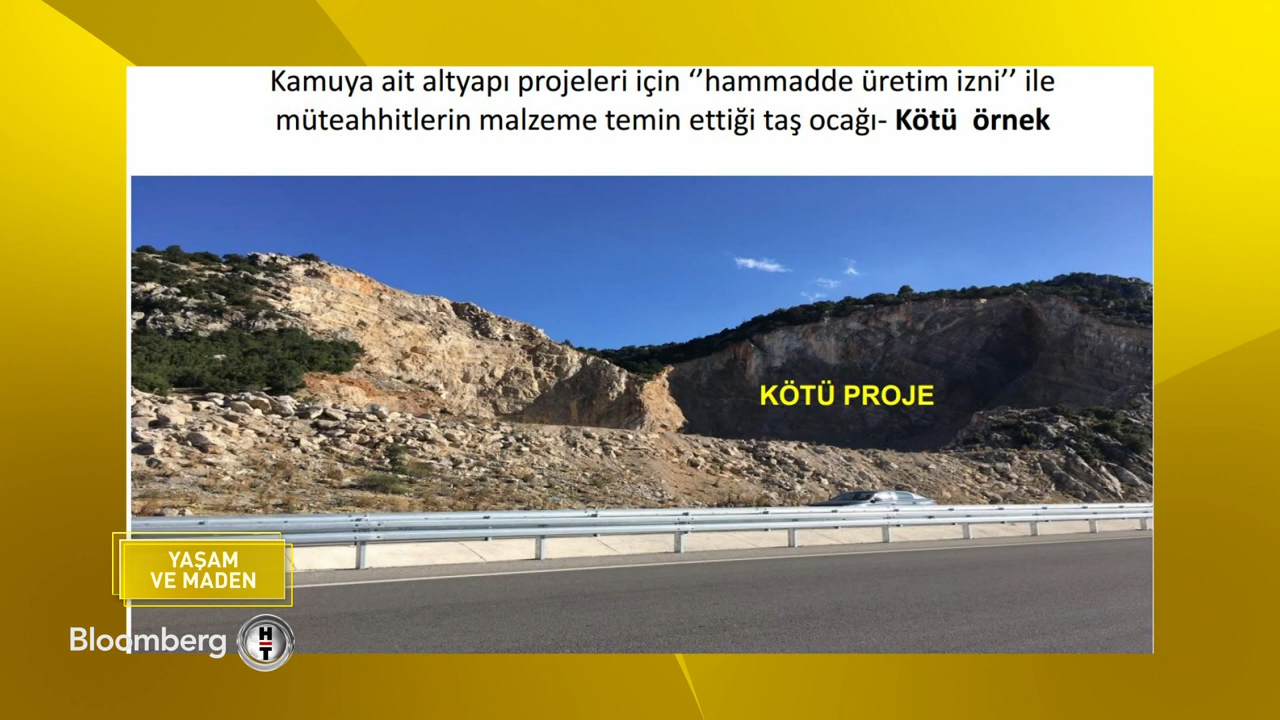 Kamuya ait altyapı projeleri için ‘’hammadde üretim izni’’ ile
müteahhitlerin malzeme temin ettiği taş ocağı- Kötü  örnek
KÖTÜ PROJE
YAŞAM
VE MADEN
Bloomberg HT